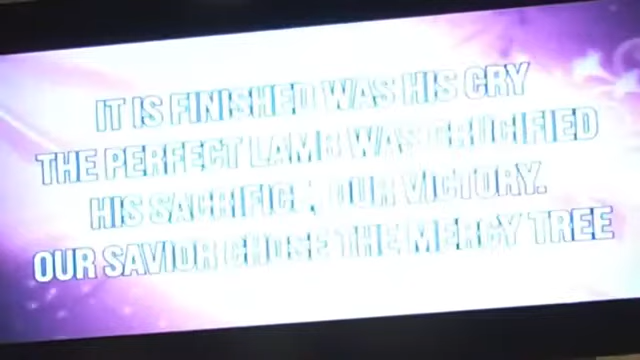 IT IS FINISHED WAS HIS CRY
THE PERFECT LAMB WAS CRUCIFIED
HIS SACRIFICE, OUR VICTORY.
OUR SAVIOR CHOSE THE MERCY TREE